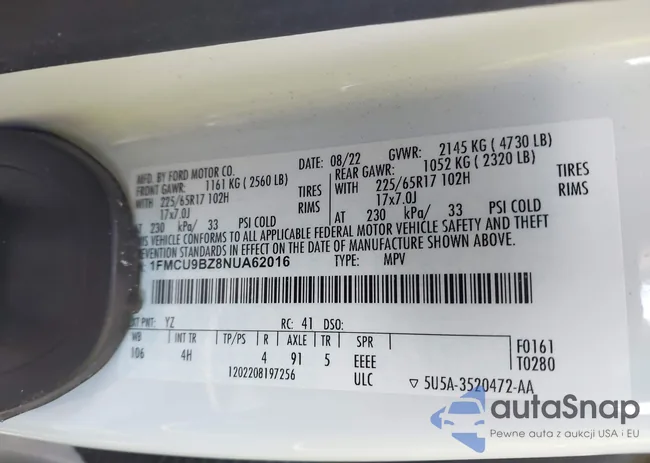 MFD. BY FORD MOTOR CO. DATE: 08/22 GVWR: 2145 KG ( 4730 LB)
FRONT GAWR: 1161 KG ( 2560 LB) REAR GAWR: 1052 KG ( 2320 LB)
WITH 225/65R17 102H TIRES WITH 225/65R17 102H TIRES
17x7.0J RIMS 17x7.0J RIMS
AT 230 kPa/ 33 PSI COLD AT 230 kPa/ 33 PSI COLD
THIS VEHICLE CONFORMS TO ALL APPLICABLE FEDERAL MOTOR VEHICLE SAFETY AND THEFT
PREVENTION STANDARDS IN EFFECT ON THE DATE OF MANUFACTURE SHOWN ABOVE.
1FMCU9BZ8NUA62016 TYPE: MPV
EXT PNT: YZ RC: 41 DSO:
WB INT TR TP/PS R AXLE TR SPR
106 4H 4 91 5 EEEE
1202208197256 ULC
F0161
T0280
5U5A-3520472-AA
autaSnap
Pewne auta z aukcji USA i EU